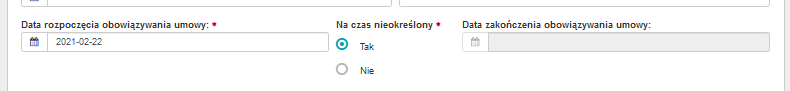 Data rozpoczęcia obowiązywania umowy: * Na czas nieokreślony * Data zakończenia obowiązywania umowy:
2021-02-22 Tak
Nie